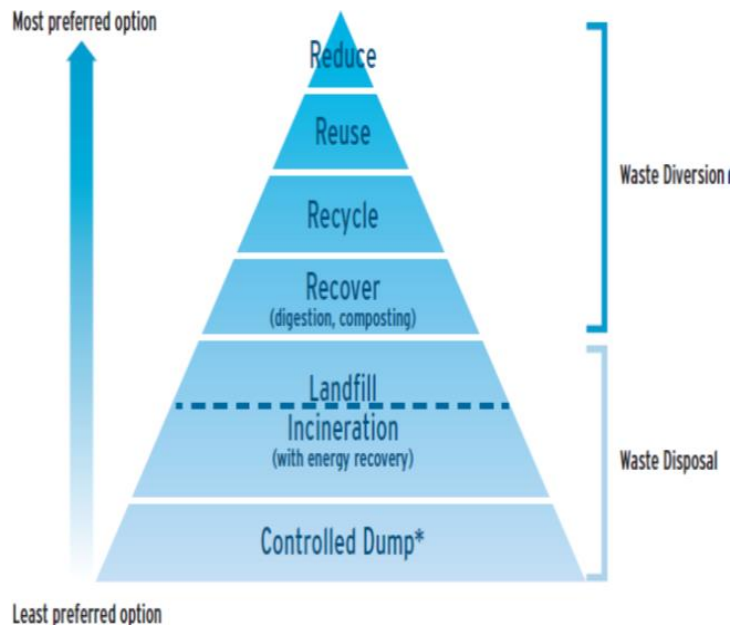 Most preferred option
Reduce
Reuse
Recycle
Recover
(digestion, composting)
Waste Diversion
Landfill
Incineration
(with energy recovery)
Waste Disposal
Controlled Dump*
Least preferred option